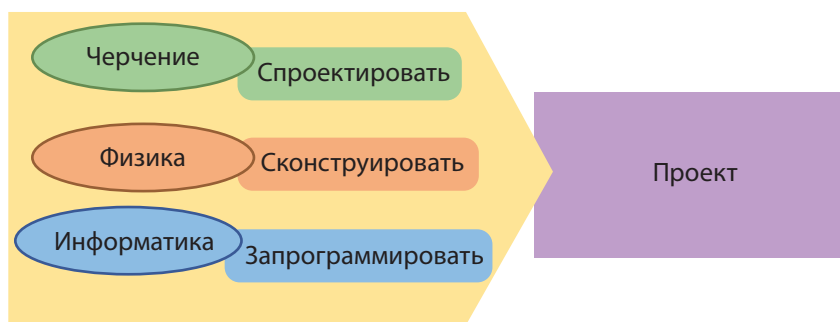 Черчение
Спроектировать
Физика
Сконструировать
Информатика
Запрограммировать
Проект